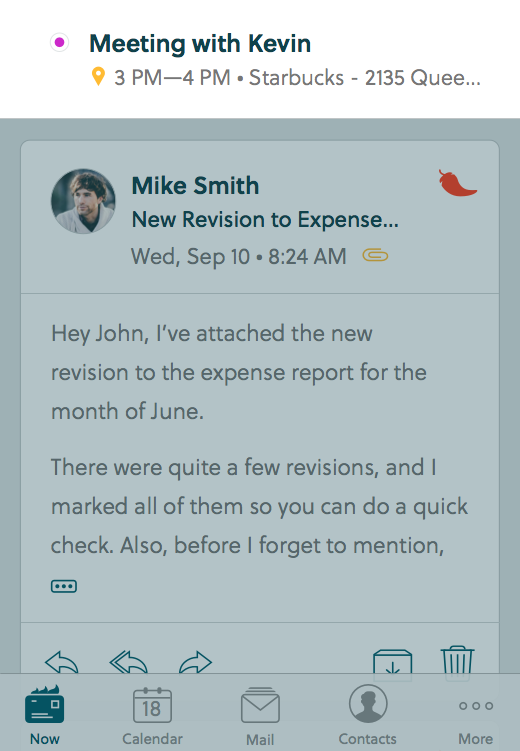 Meeting with Kevin
3 PM—4 PM • Starbucks - 2135 Quee...
Mike Smith
New Revision to Expense...
Wed, Sep 10 • 8:24 AM
Hey John, I've attached the new
revision to the expense report for the
month of June.
There were quite a few revisions, and I
marked all of them so you can do a quick
check. Also, before I forget to mention,
18
Now
Calendar
Mail
Contacts
More